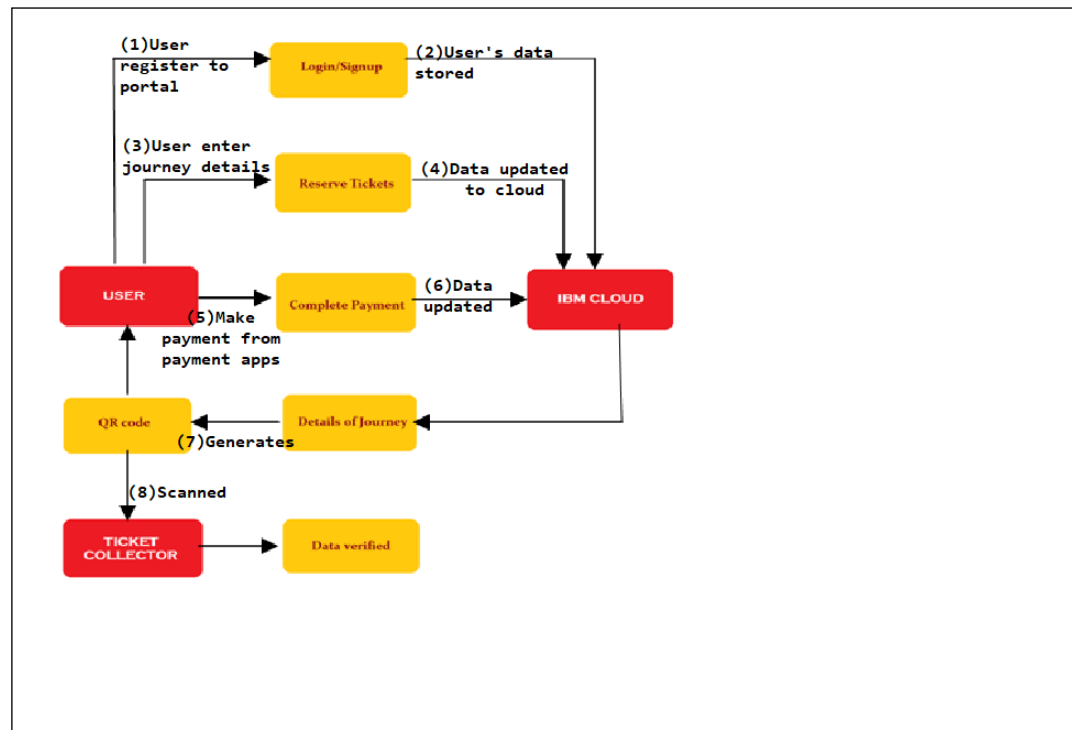 (1)User
register to
portal
Login/Signup
(2)User's data
stored
(3)User enter
journey details
Reserve Tickets
(4)Data updated
to cloud
USER
(5)Make
payment from
payment apps
Complete Payment
(6)Data
updated
IBM CLOUD
QR code
(7)Generates
Details of Journey
(8)Scanned
TICKET
COLLECTOR
Data verified